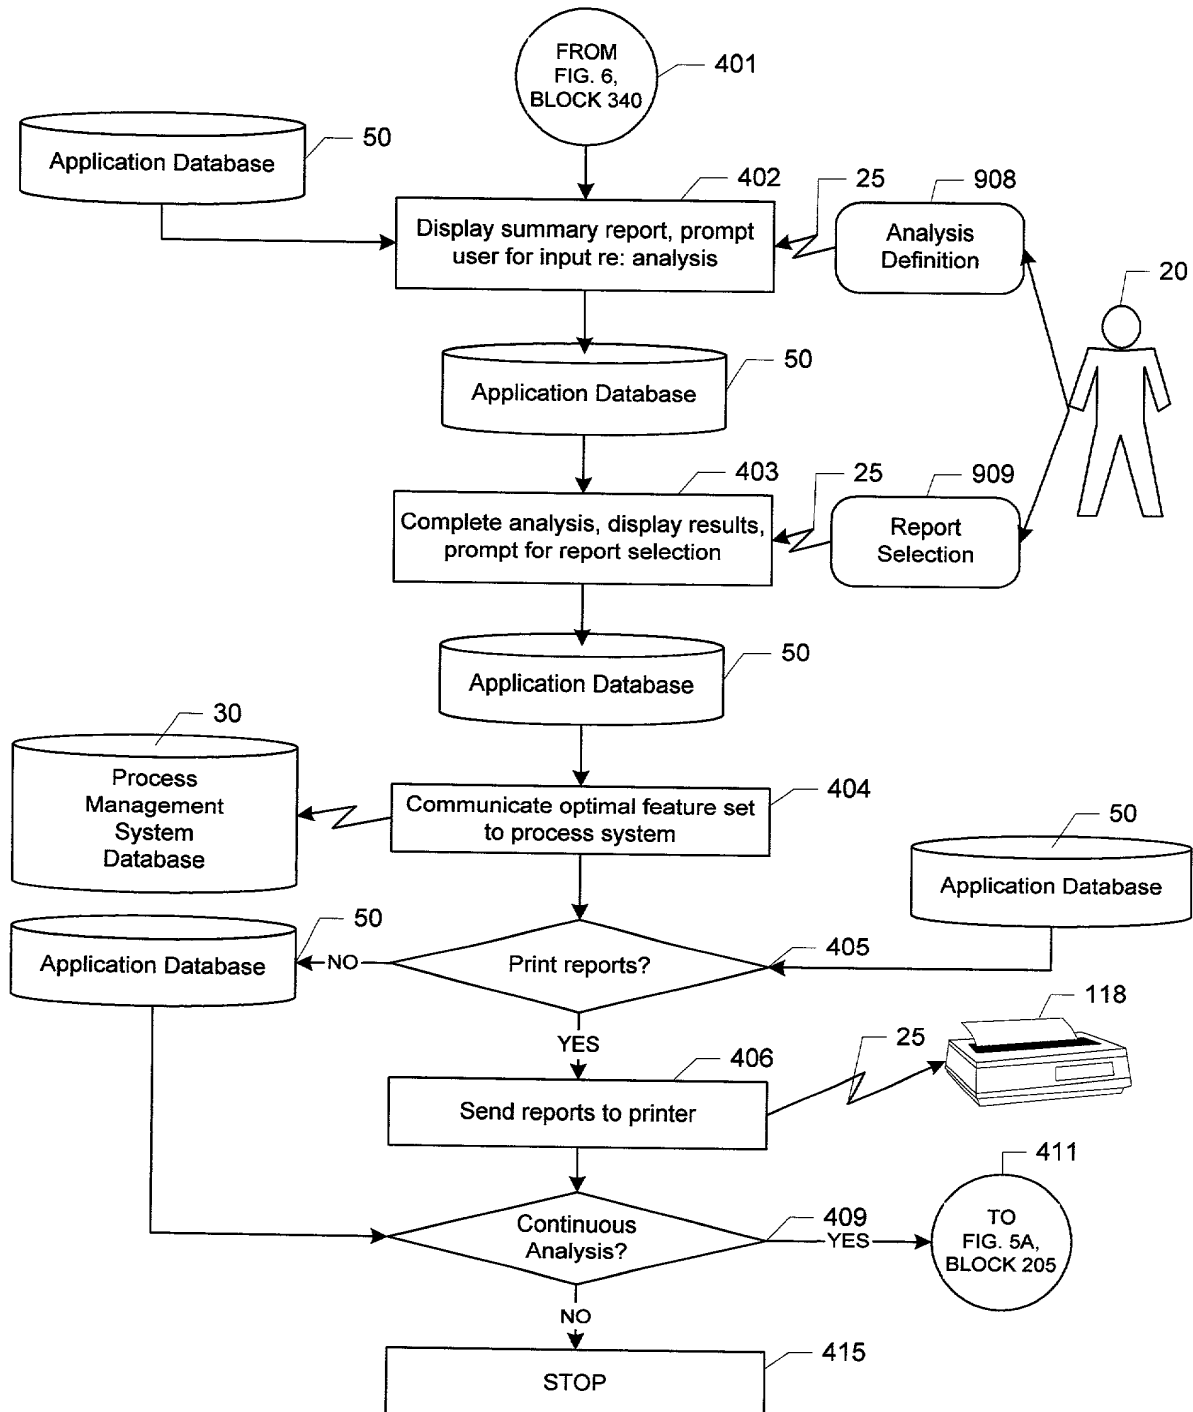 FROM
FIG. 6,
BLOCK 340
401
50
Application Database
402
25
908
Display summary report, prompt
user for input re: analysis
Analysis
Definition
20
50
Application Database
403
25
909
Complete analysis, display results,
prompt for report selection
Report
Selection
50
Application Database
30
Process
Management
System
Database
404
Communicate optimal feature set
to process system
50
Application Database
50
Application Database
NO
Print reports?
405
YES
118
25
406
Send reports to printer
411
409
Continuous
Analysis?
YES
TO
FIG. 5A,
BLOCK 205
NO
415
STOP